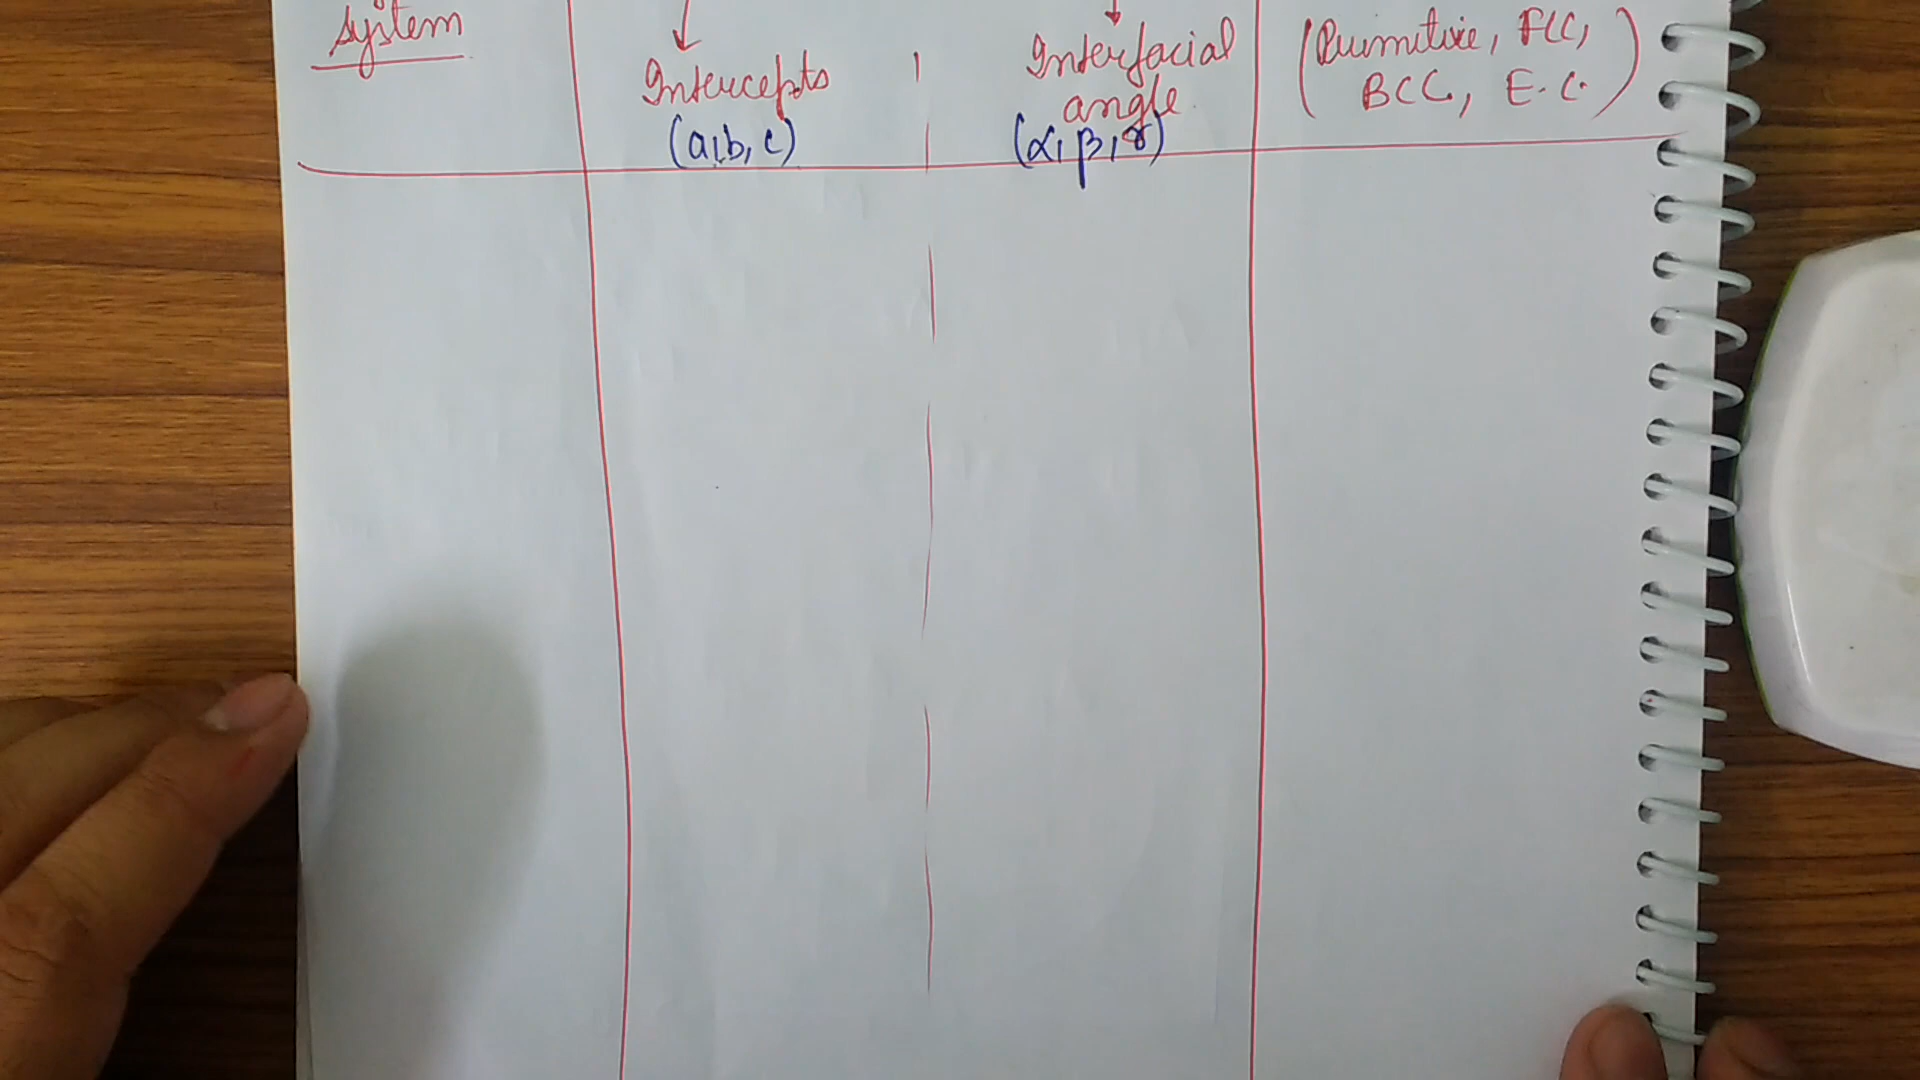 system
Intercepts
(a, b, c)
Interfacial
angle
(α, β, γ)
(Primitive, FCC,
BCC, E.C.)